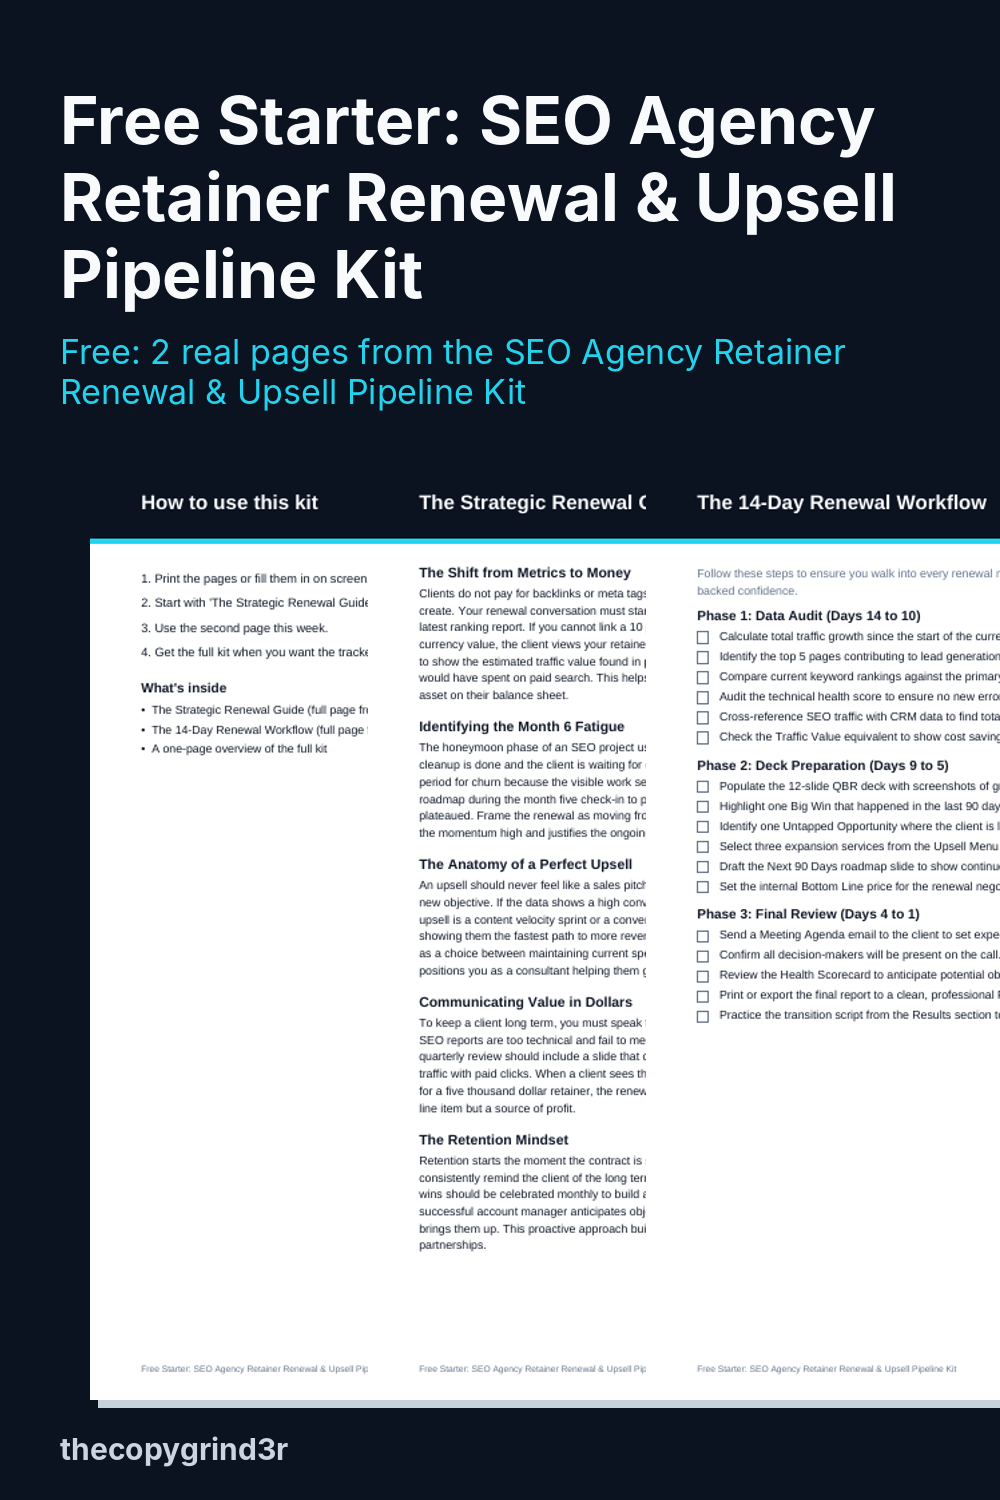 Free Starter: SEO Agency
Retainer Renewal & Upsell
Pipeline Kit
Free: 2 real pages from the SEO Agency Retainer
Renewal & Upsell Pipeline Kit
How to use this kit
1. Print the pages or fill them in on screen
2. Start with 'The Strategic Renewal Guide
3. Use the second page this week.
4. Get the full kit when you want the tracke
What's inside
• The Strategic Renewal Guide (full page fr
• The 14-Day Renewal Workflow (full page
• A one-page overview of the full kit
Free Starter: SEO Agency Retainer Renewal & Upsell Pip
The Strategic Renewal
The Shift from Metrics to Money
Clients do not pay for backlinks or meta tags
create. Your renewal conversation must star
latest ranking report. If you cannot link a 10
currency value, the client views your retaine
to show the estimated traffic value found in
would have spent on paid search. This helps
asset on their balance sheet.
Identifying the Month 6 Fatigue
The honeymoon phase of an SEO project us
cleanup is done and the client is waiting for
period for churn because the visible work se
roadmap during the month five check-in to p
plateaued. Frame the renewal as moving fro
the momentum high and justifies the ongoin
The Anatomy of a Perfect Upsell
An upsell should never feel like a sales pitch
new objective. If the data shows a high conv
upsell is a content velocity sprint or a conver
showing them the fastest path to more rever
as a choice between maintaining current spe
positions you as a consultant helping them g
Communicating Value in Dollars
To keep a client long term, you must speak
SEO reports are too technical and fail to me
quarterly review should include a slide that c
traffic with paid clicks. When a client sees th
for a five thousand dollar retainer, the renew
line item but a source of profit.
The Retention Mindset
Retention starts the moment the contract is
consistently remind the client of the long terr
wins should be celebrated monthly to build a
successful account manager anticipates obj
brings them up. This proactive approach bui
partnerships.
Free Starter: SEO Agency Retainer Renewal & Upsell Pip
The 14-Day Renewal Workflow
Follow these steps to ensure you walk into every renewal
backed confidence.
Phase 1: Data Audit (Days 14 to 10)
Calculate total traffic growth since the start of the curre
Identify the top 5 pages contributing to lead generation
Compare current keyword rankings against the primary
Audit the technical health score to ensure no new erro
Cross-reference SEO traffic with CRM data to find tota
Check the Traffic Value equivalent to show cost saving
Phase 2: Deck Preparation (Days 9 to 5)
Populate the 12-slide QBR deck with screenshots of g
Highlight one Big Win that happened in the last 90 day
Identify one Untapped Opportunity where the client is l
Select three expansion services from the Upsell Menu
Draft the Next 90 Days roadmap slide to show continu
Set the internal Bottom Line price for the renewal nego
Phase 3: Final Review (Days 4 to 1)
Send a Meeting Agenda email to the client to set expe
Confirm all decision-makers will be present on the call.
Review the Health Scorecard to anticipate potential ob
Print or export the final report to a clean, professional
Practice the transition script from the Results section to
Free Starter: SEO Agency Retainer Renewal & Upsell Pipeline Kit
thecopygrind3r